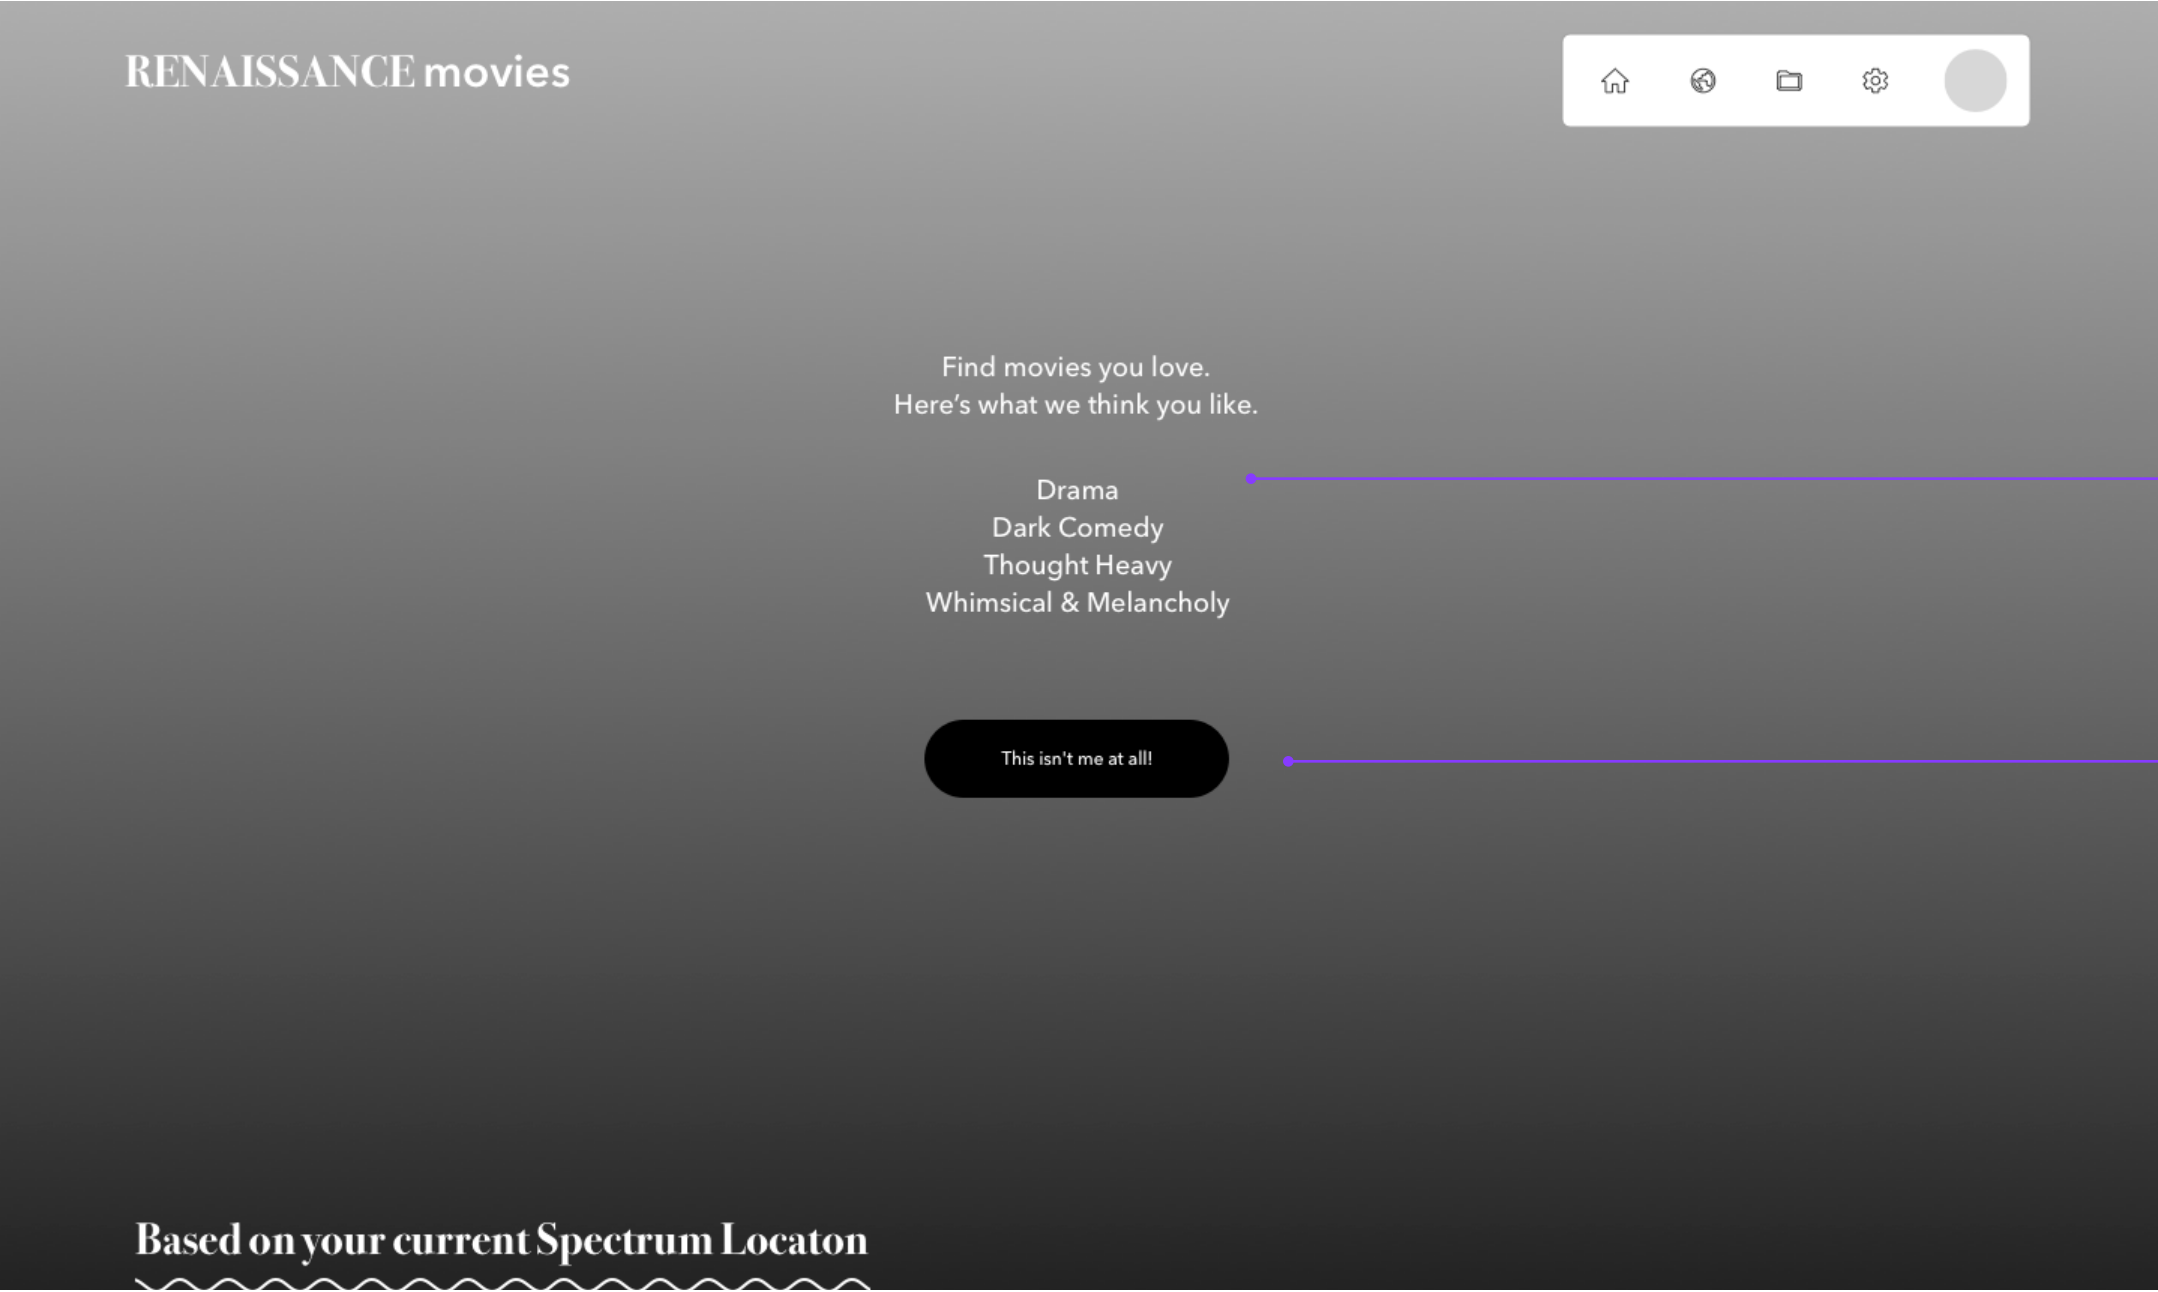 RENAISSANCE movies
Find movies you love.
Here’s what we think you like.
Drama
Dark Comedy
Thought Heavy
Whimsical & Melancholy
This isn't me at all!
Based on your current Spectrum Locaton